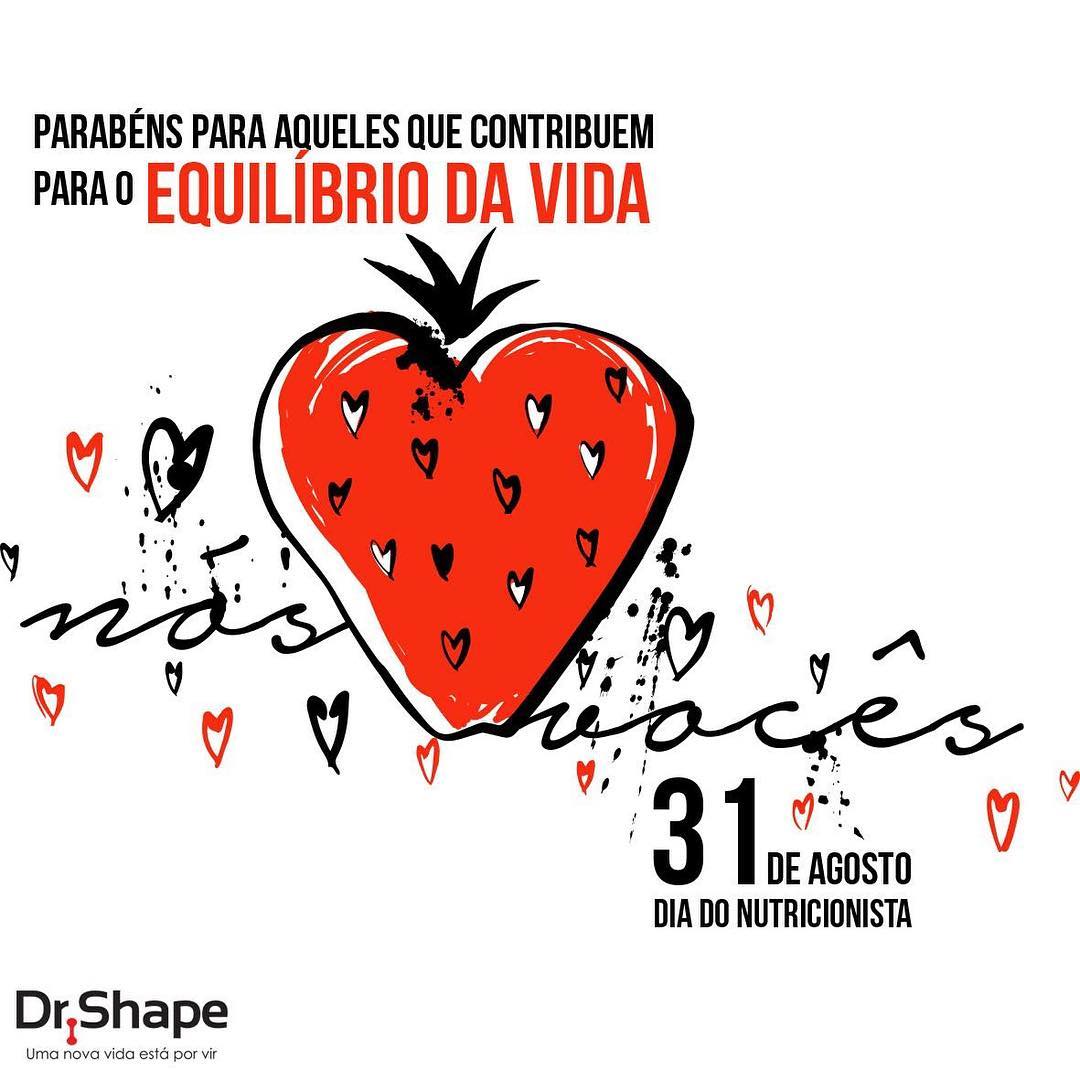 PARABÉNS PARA AQUELES QUE CONTRIBUEM
PARA O EQUILÍBRIO DA VIDA
nós
vocês
31 DE AGOSTO
DIA DO NUTRICIONISTA
Dr.Shape
Uma nova vida está por vir